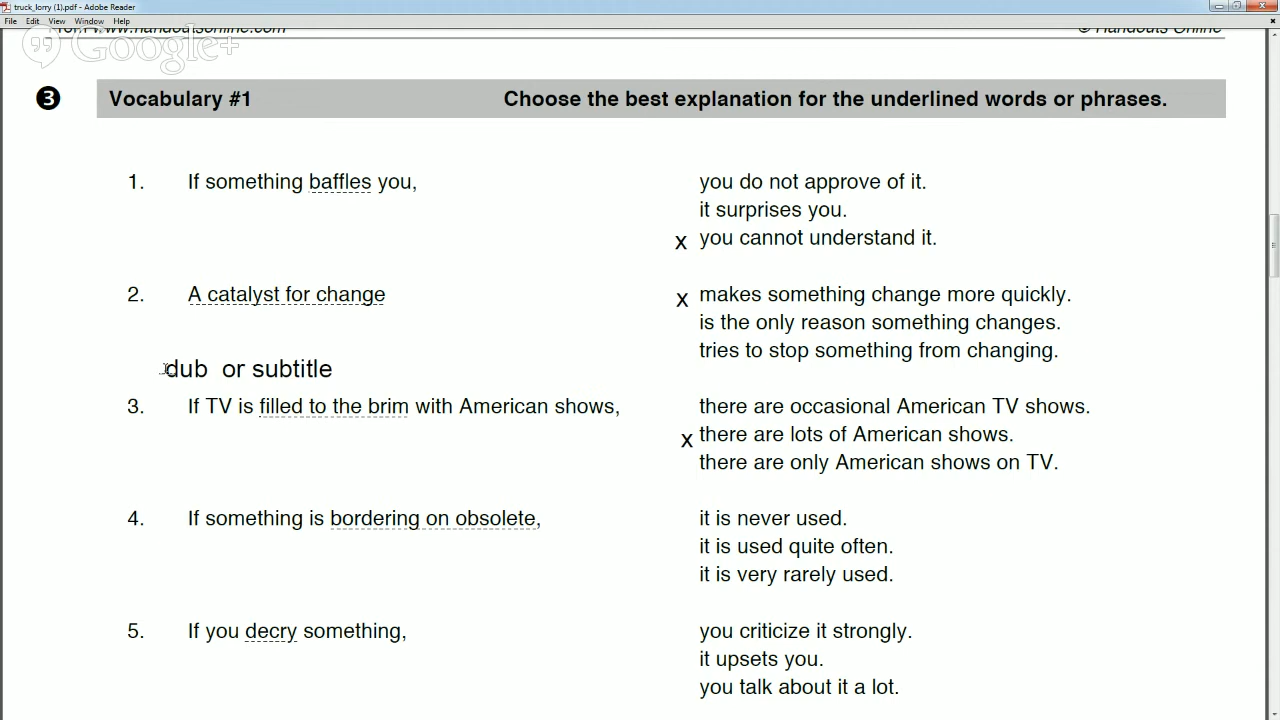 truck_lorry (1).pdf - Adobe Reader
File Edit View Window Help
From www.handoutsonline.com © Handouts Online
Google+
3 Vocabulary #1 Choose the best explanation for the underlined words or phrases.
1. If something baffles you, you do not approve of it.
it surprises you.
x you cannot understand it.
2. A catalyst for change x makes something change more quickly.
is the only reason something changes.
tries to stop something from changing.
dub or subtitle
3. If TV is filled to the brim with American shows, there are occasional American TV shows.
x there are lots of American shows.
there are only American shows on TV.
4. If something is bordering on obsolete, it is never used.
it is used quite often.
it is very rarely used.
5. If you decry something, you criticize it strongly.
it upsets you.
you talk about it a lot.